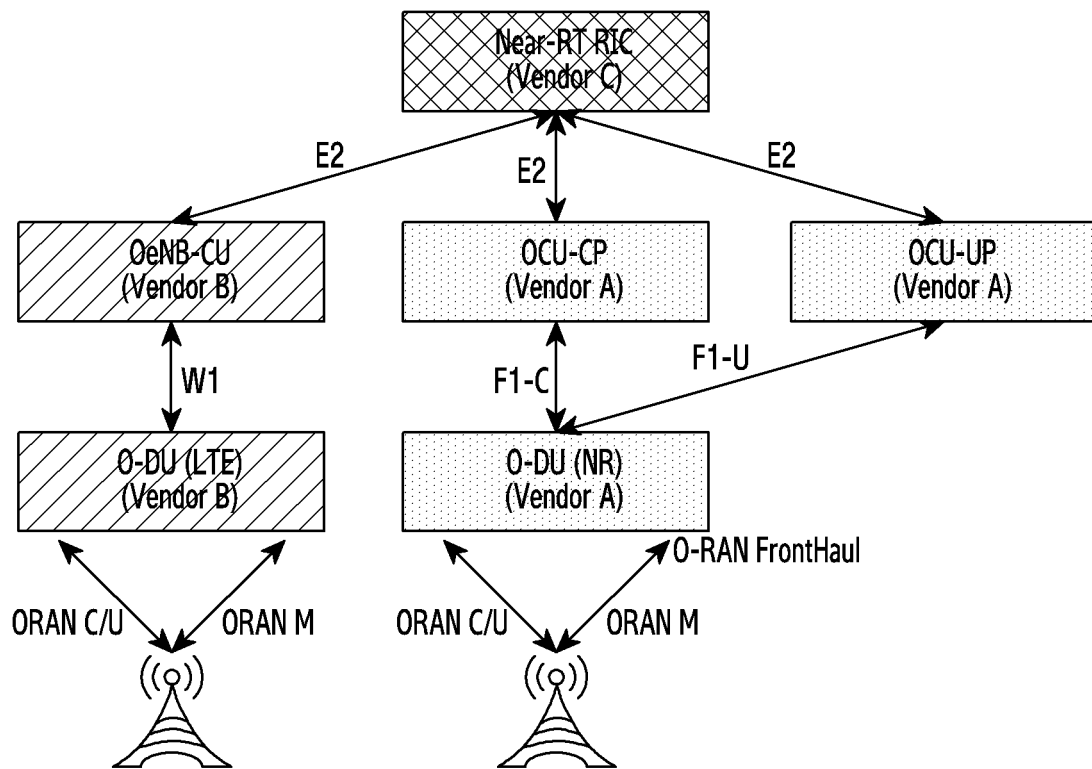 Near-RT RIC
(Vendor C)
E2
E2
E2
OeNB-CU
(Vendor B)
OCU-CP
(Vendor A)
OCU-UP
(Vendor A)
W1
F1-C
F1-U
O-DU (LTE)
(Vendor B)
O-DU (NR)
(Vendor A)
O-RAN FrontHaul
ORAN C/U
ORAN M
ORAN C/U
ORAN M